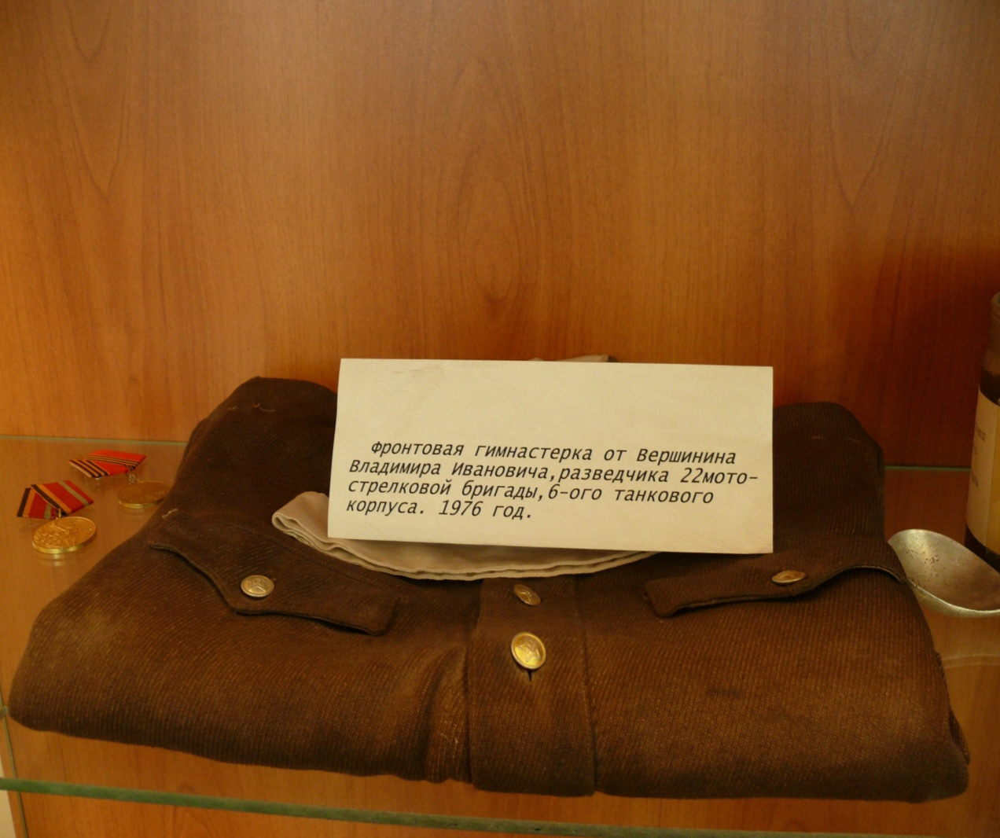 Фронтовая гимнастерка от Вершинина
Владимира Ивановича,разведчика 22мото-
стрелковой бригады,6-ого танкового
корпуса. 1976 год.